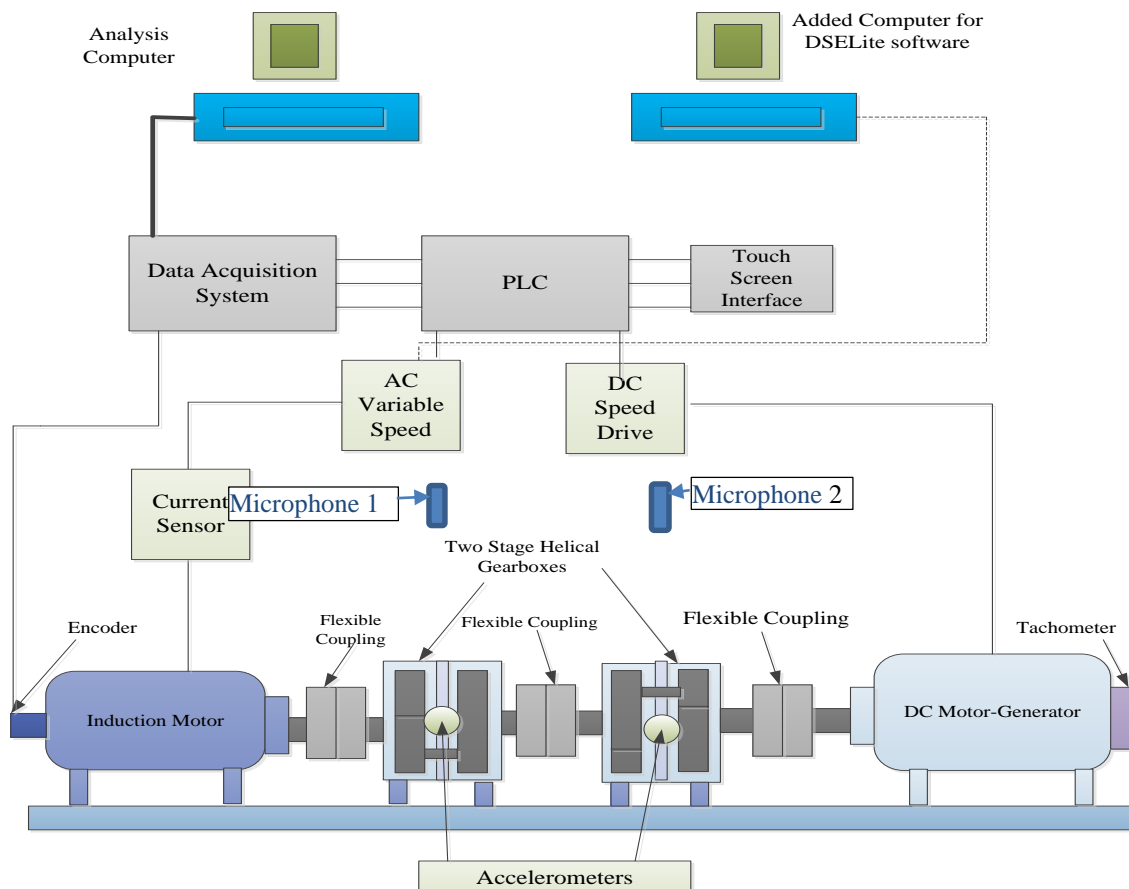 Analysis
Computer
Added Computer for
DSELite software
Data Acquisition
System
PLC
Touch
Screen
Interface
AC
Variable
Speed
DC
Speed
Drive
Current
Sensor
Microphone 1
Microphone 2
Two Stage Helical
Gearboxes
Encoder
Flexible
Coupling
Flexible Coupling
Flexible Coupling
Tachometer
Induction Motor
DC Motor-Generator
Accelerometers